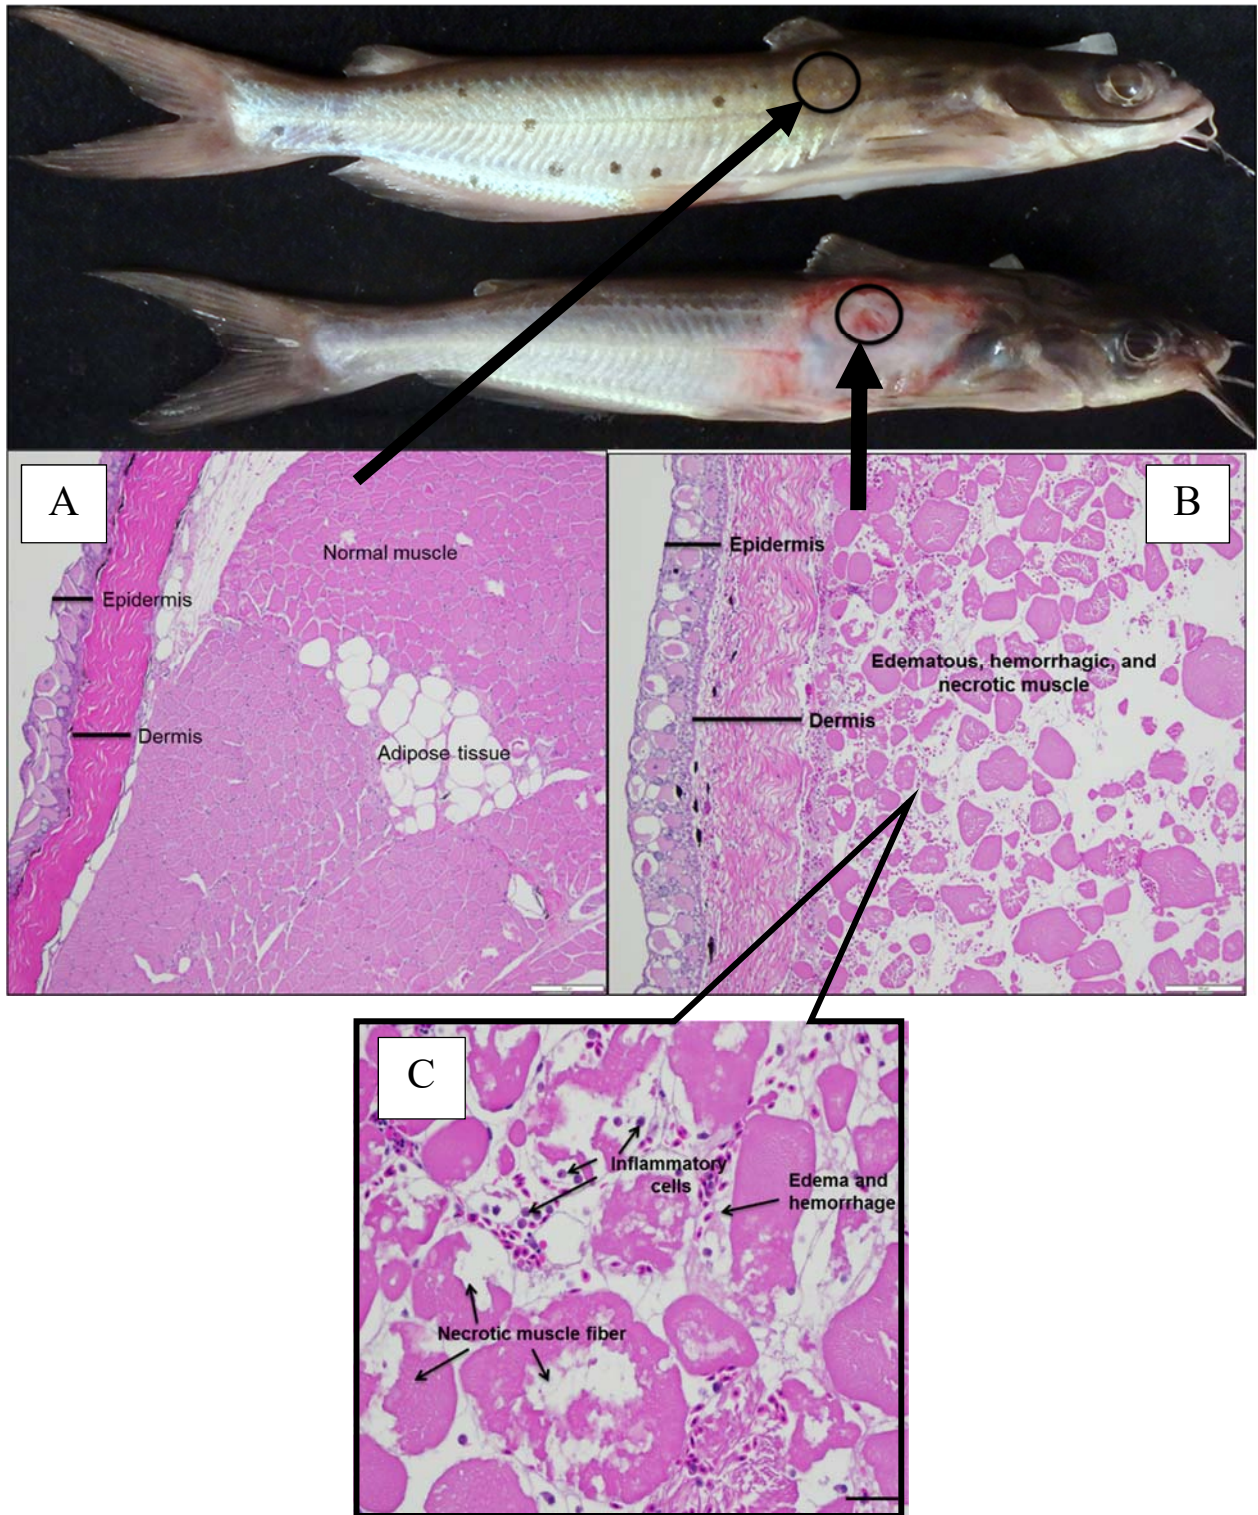 A
Normal muscle
Epidermis
Dermis
Adipose tissue
B
Epidermis
Edematous, hemorrhagic, and
necrotic muscle
Dermis
C
Inflammatory
cells
Edema and
hemorrhage
Necrotic muscle fiber